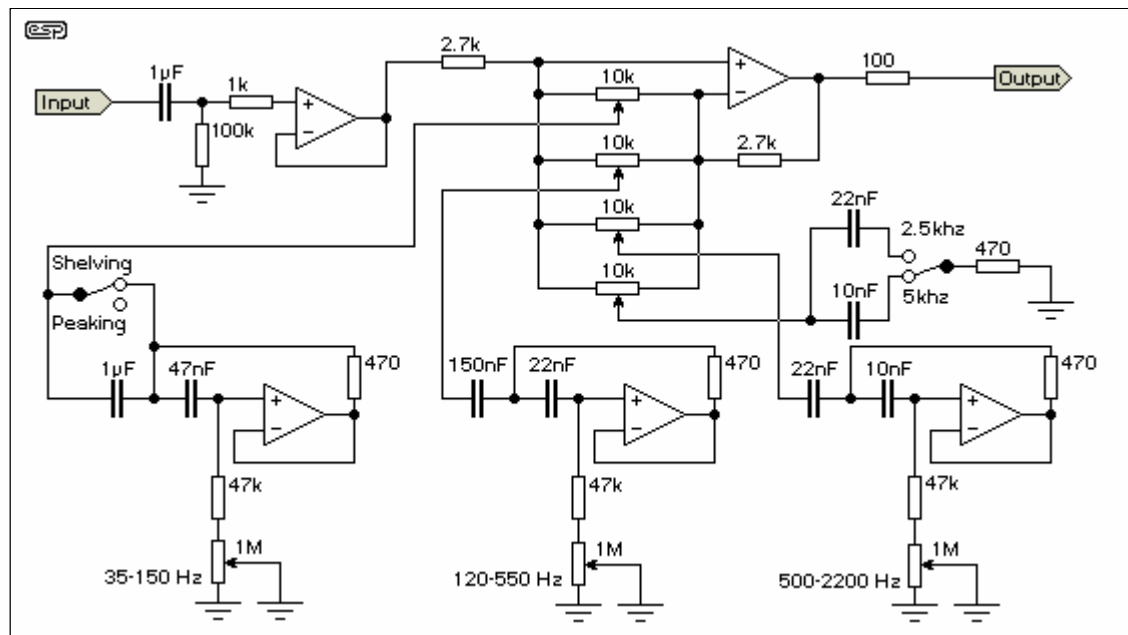 esp
2.7k
100
1µF
1k
10k
+
−
Input
+
−
Output
100k
10k
2.7k
10k
22nF
2.5khz
470
10k
10nF
5khz
Shelving
Peaking
1µF
47nF
470
150nF
22nF
470
22nF
10nF
470
+
−
+
−
+
−
47k
47k
47k
1M
1M
1M
35-150 Hz
120-550 Hz
500-2200 Hz